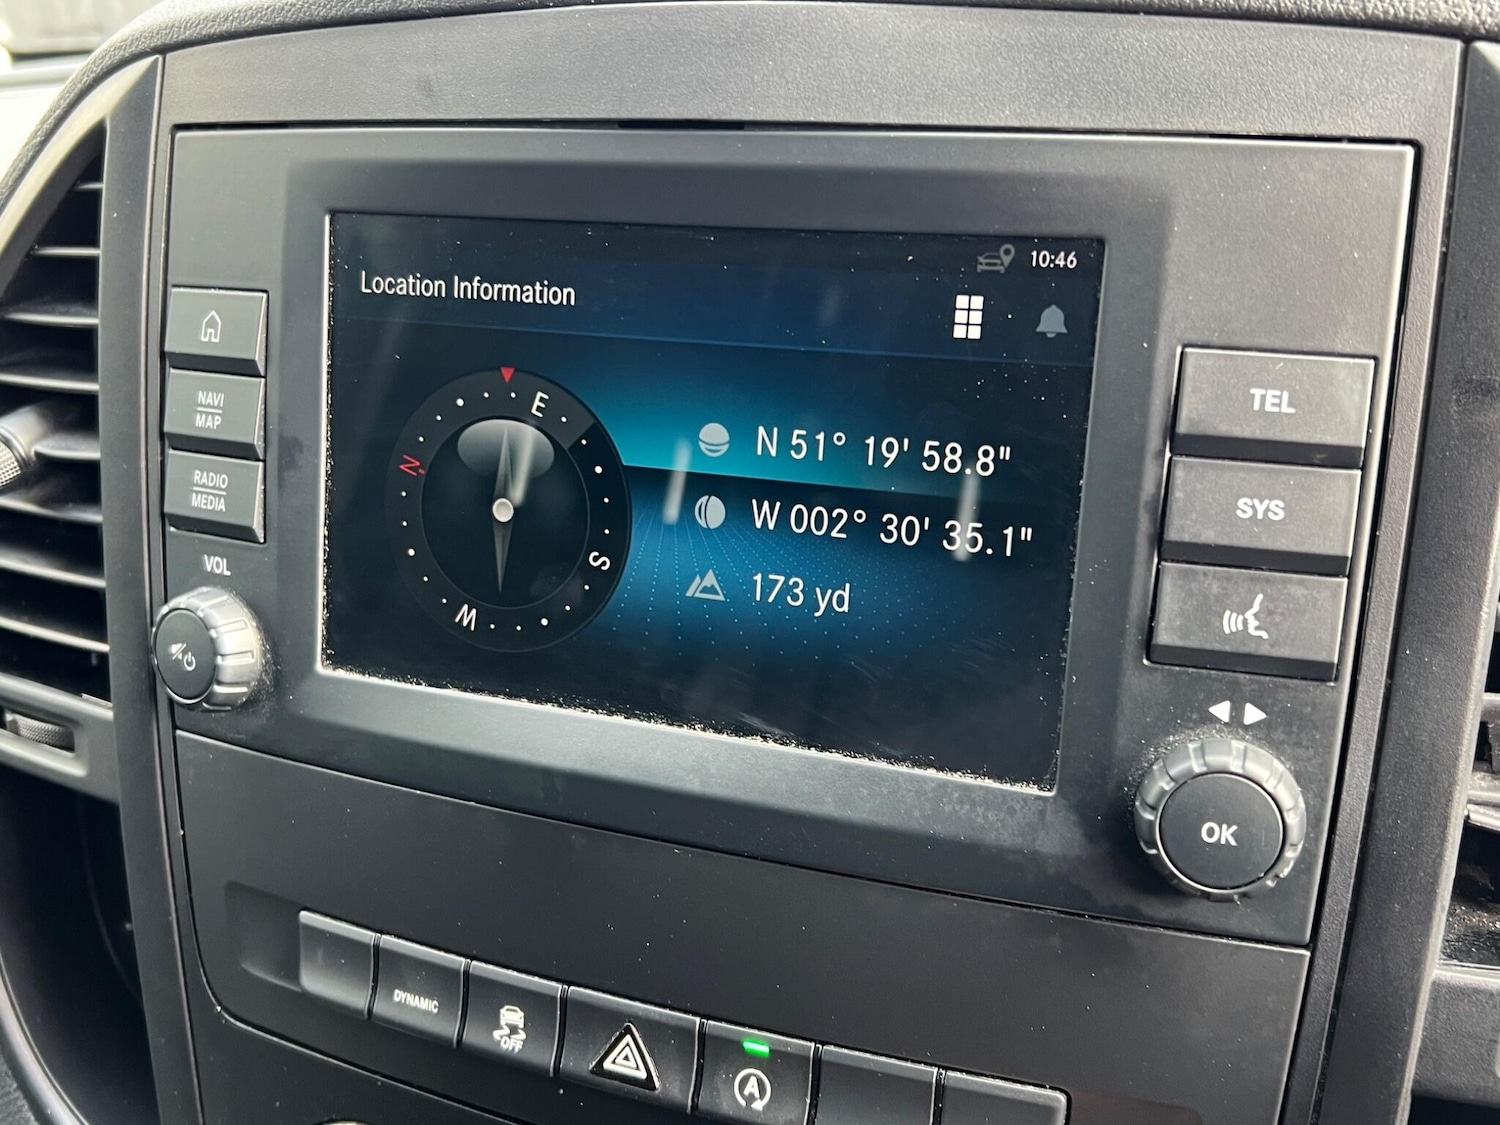 10:46
Location Information
E
N
S
W
N 51° 19' 58.8"
W 002° 30' 35.1"
173 yd
NAVI
MAP
RADIO
MEDIA
VOL
TEL
SYS
OK
DYNAMIC
OFF
A